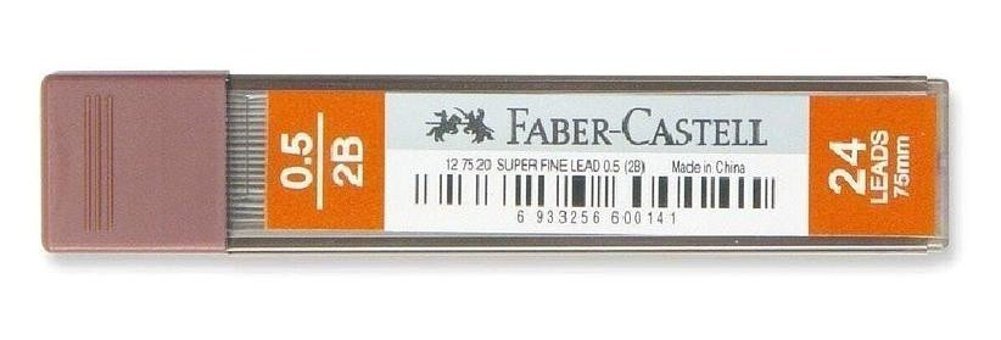 0.5
2B
FABER-CASTELL
12 75 20 SUPER FINE LEAD 0.5 (2B) Made in China
6 933256 600141
24
LEADS
75mm